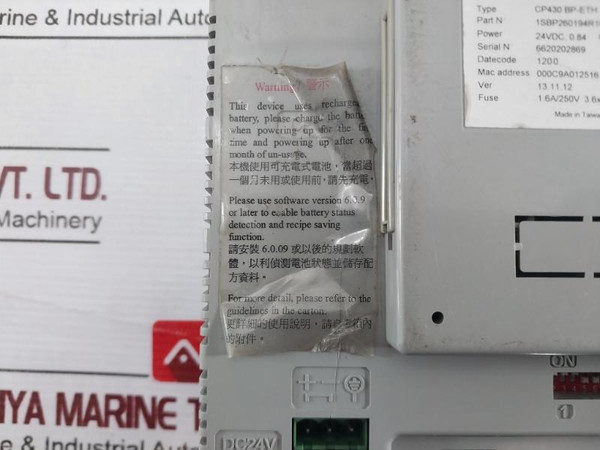 ne & Industrial Auto
VT. LTD.
Machinery
YA MARINE T
e & Industrial Auto
Warning! 警示
This device uses recharge
battery, please charge the batt
when powering up for the fir
time and powering up after one
month of un-usage.
本機使用可充電式電池，當超過
一個月未用或使用前，請先充電。
Please use software version 6.0.9
or later to enable battery status
detection and recipe saving
function.
請安裝 6.0.09 或以後的規劃軟
體，以利偵測電池狀態並儲存配
方資料。
For more detail, please refer to the
guidelines in the carton.
更詳細的使用說明，請參考箱內
的附件。
Type CP430 BP-ETH
Part N 1SBP260194R1
Power 24VDC, 0.84
Serial N 6620202869
Datecode 1200
Mac address 000C9A012516
Ver 13.11.12
Fuse 1.6A/250V 3.6x
Made in Taiwa
ON
1
DC24V